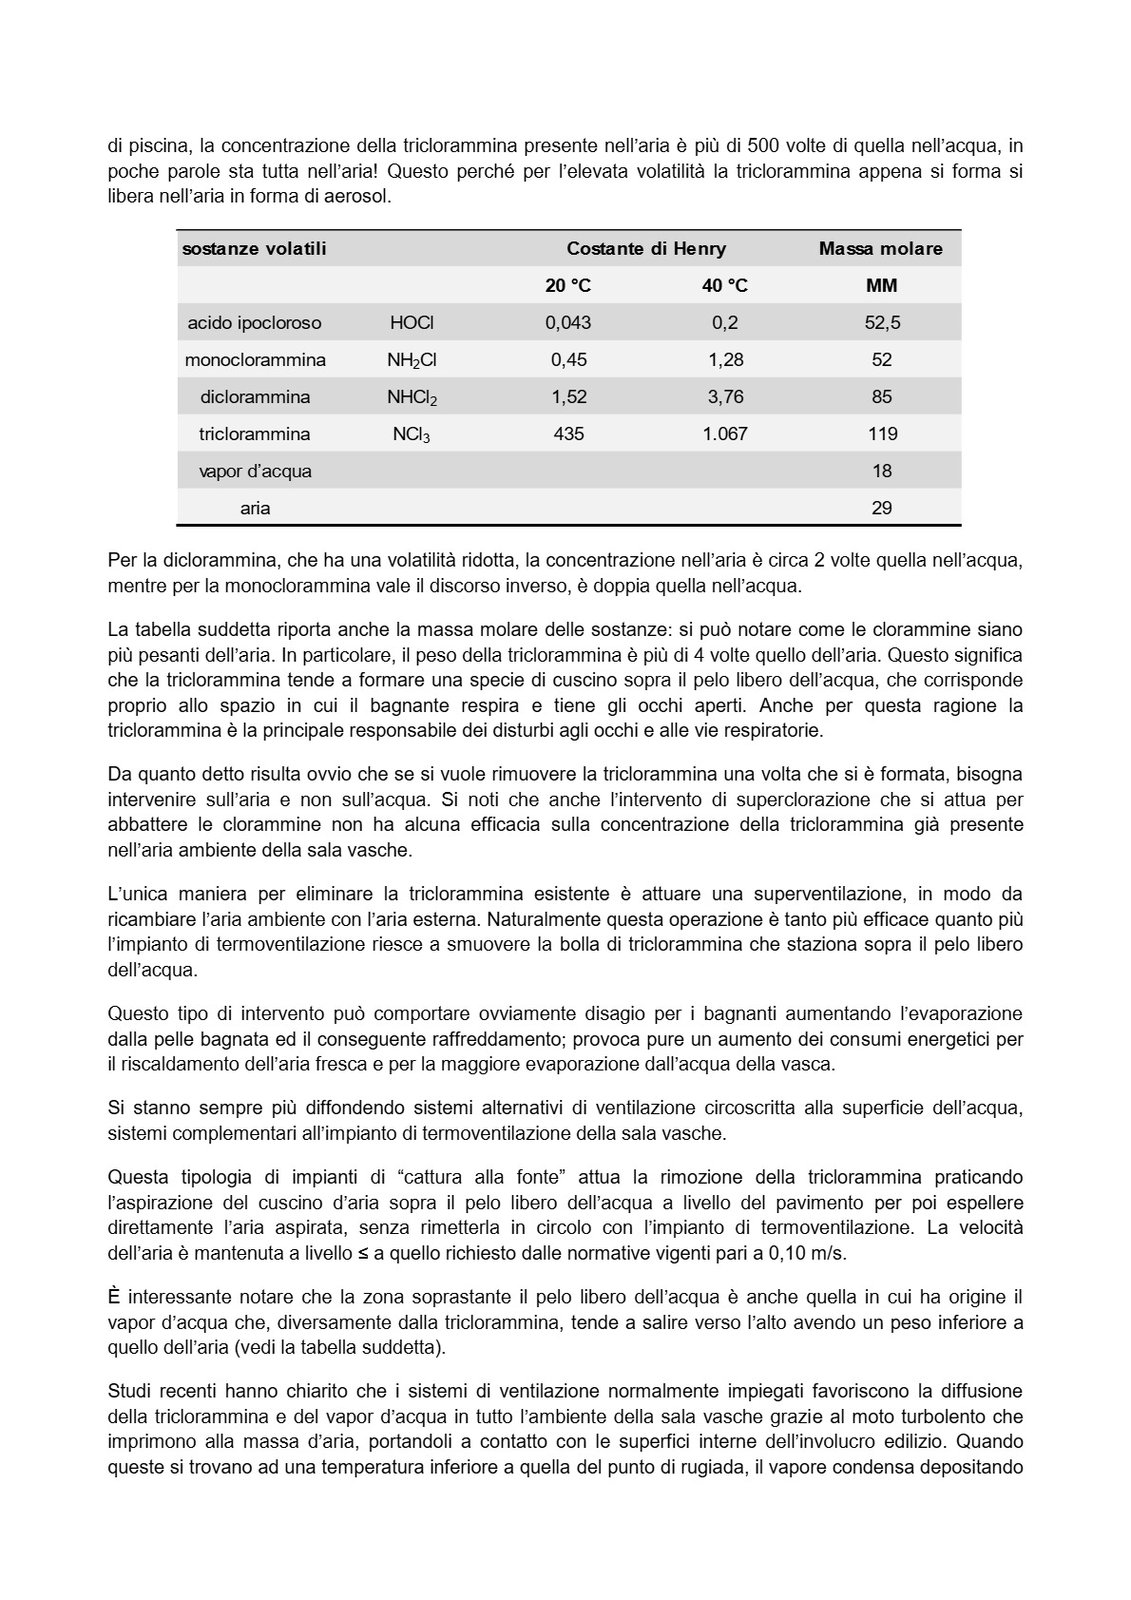 di piscina, la concentrazione della triclorammina presente nell’aria è più di 500 volte di quella nell’acqua, in
poche parole sta tutta nell’aria! Questo perché per l’elevata volatilità la triclorammina appena si forma si
libera nell’aria in forma di aerosol.
sostanze volatili Costante di Henry Massa molare
20 °C 40 °C MM
acido ipocloroso HOCl 0,043 0,2 52,5
monoclorammina NH₂Cl 0,45 1,28 52
diclorammina NHCl₂ 1,52 3,76 85
triclorammina NCl₃ 435 1.067 119
vapor d’acqua 18
aria 29
Per la diclorammina, che ha una volatilità ridotta, la concentrazione nell’aria è circa 2 volte quella nell’acqua,
mentre per la monoclorammina vale il discorso inverso, è doppia quella nell’acqua.
La tabella suddetta riporta anche la massa molare delle sostanze: si può notare come le clorammine siano
più pesanti dell’aria. In particolare, il peso della triclorammina è più di 4 volte quello dell’aria. Questo significa
che la triclorammina tende a formare una specie di cuscino sopra il pelo libero dell’acqua, che corrisponde
proprio allo spazio in cui il bagnante respira e tiene gli occhi aperti. Anche per questa ragione la
triclorammina è la principale responsabile dei disturbi agli occhi e alle vie respiratorie.
Da quanto detto risulta ovvio che se si vuole rimuovere la triclorammina una volta che si è formata, bisogna
intervenire sull’aria e non sull’acqua. Si noti che anche l’intervento di superclorazione che si attua per
abbattere le clorammine non ha alcuna efficacia sulla concentrazione della triclorammina già presente
nell’aria ambiente della sala vasche.
L’unica maniera per eliminare la triclorammina esistente è attuare una superventilazione, in modo da
ricambiare l’aria ambiente con l’aria esterna. Naturalmente questa operazione è tanto più efficace quanto più
l’impianto di termoventilazione riesce a smuovere la bolla di triclorammina che staziona sopra il pelo libero
dell’acqua.
Questo tipo di intervento può comportare ovviamente disagio per i bagnanti aumentando l’evaporazione
dalla pelle bagnata ed il conseguente raffreddamento; provoca pure un aumento dei consumi energetici per
il riscaldamento dell’aria fresca e per la maggiore evaporazione dall’acqua della vasca.
Si stanno sempre più diffondendo sistemi alternativi di ventilazione circoscritta alla superficie dell’acqua,
sistemi complementari all’impianto di termoventilazione della sala vasche.
Questa tipologia di impianti di “cattura alla fonte” attua la rimozione della triclorammina praticando
l’aspirazione del cuscino d’aria sopra il pelo libero dell’acqua a livello del pavimento per poi espellere
direttamente l’aria aspirata, senza rimetterla in circolo con l’impianto di termoventilazione. La velocità
dell’aria è mantenuta a livello ≤ a quello richiesto dalle normative vigenti pari a 0,10 m/s.
È interessante notare che la zona soprastante il pelo libero dell’acqua è anche quella in cui ha origine il
vapor d’acqua che, diversamente dalla triclorammina, tende a salire verso l’alto avendo un peso inferiore a
quello dell’aria (vedi la tabella suddetta).
Studi recenti hanno chiarito che i sistemi di ventilazione normalmente impiegati favoriscono la diffusione
della triclorammina e del vapor d’acqua in tutto l’ambiente della sala vasche grazie al moto turbolento che
imprimono alla massa d’aria, portandoli a contatto con le superfici interne dell’involucro edilizio. Quando
queste si trovano ad una temperatura inferiore a quella del punto di rugiada, il vapore condensa depositando